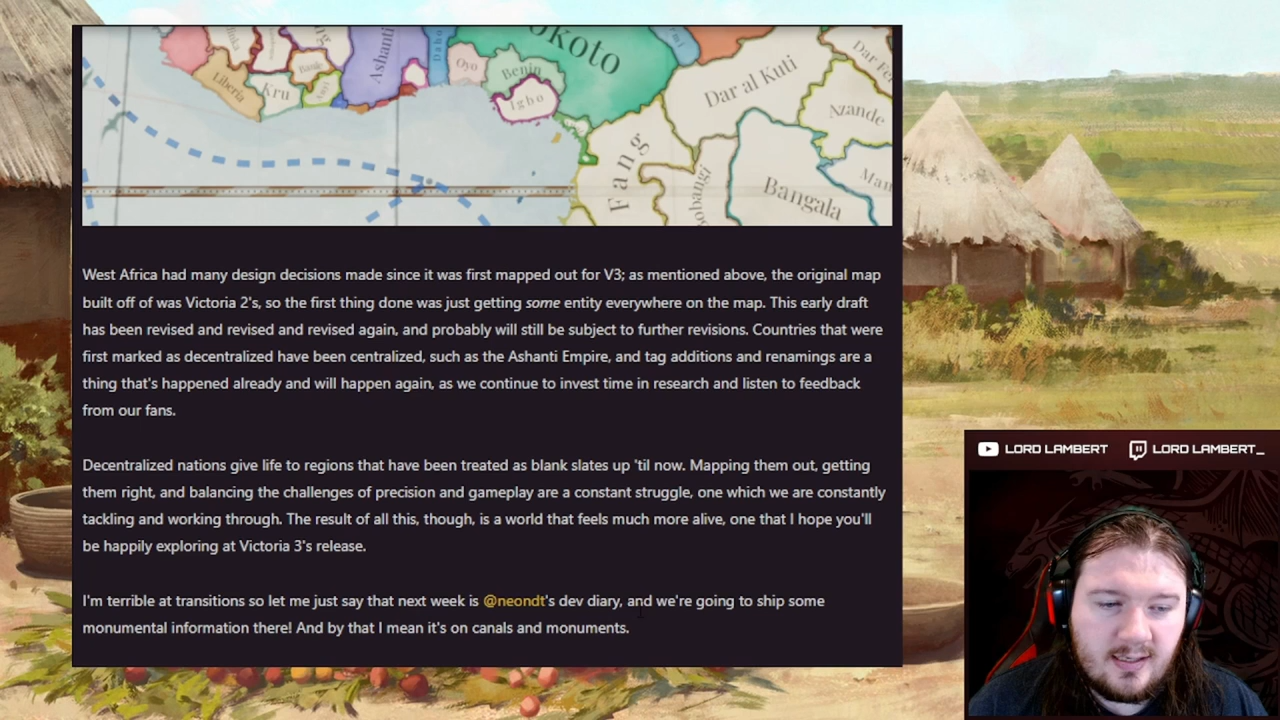 okoto
Ashanti
Oyo
Benin
Igbo
Liberia
Kru
Dar al Kuti
Azande
Fang
Bangala
West Africa had many design decisions made since it was first mapped out for V3; as mentioned above, the original map
built off of was Victoria 2's, so the first thing done was just getting some entity everywhere on the map. This early draft
has been revised and revised and revised again, and probably will still be subject to further revisions. Countries that were
first marked as decentralized have been centralized, such as the Ashanti Empire, and tag additions and renamings are a
thing that's happened already and will happen again, as we continue to invest time in research and listen to feedback
from our fans.
Decentralized nations give life to regions that have been treated as blank slates up 'til now. Mapping them out, getting
them right, and balancing the challenges of precision and gameplay are a constant struggle, one which we are constantly
tackling and working through. The result of all this, though, is a world that feels much more alive, one that I hope you'll
be happily exploring at Victoria 3's release.
I'm terrible at transitions so let me just say that next week is @neondt's dev diary, and we're going to ship some
monumental information there! And by that I mean it's on canals and monuments.
LORD LAMBERT
LORD LAMBERT_